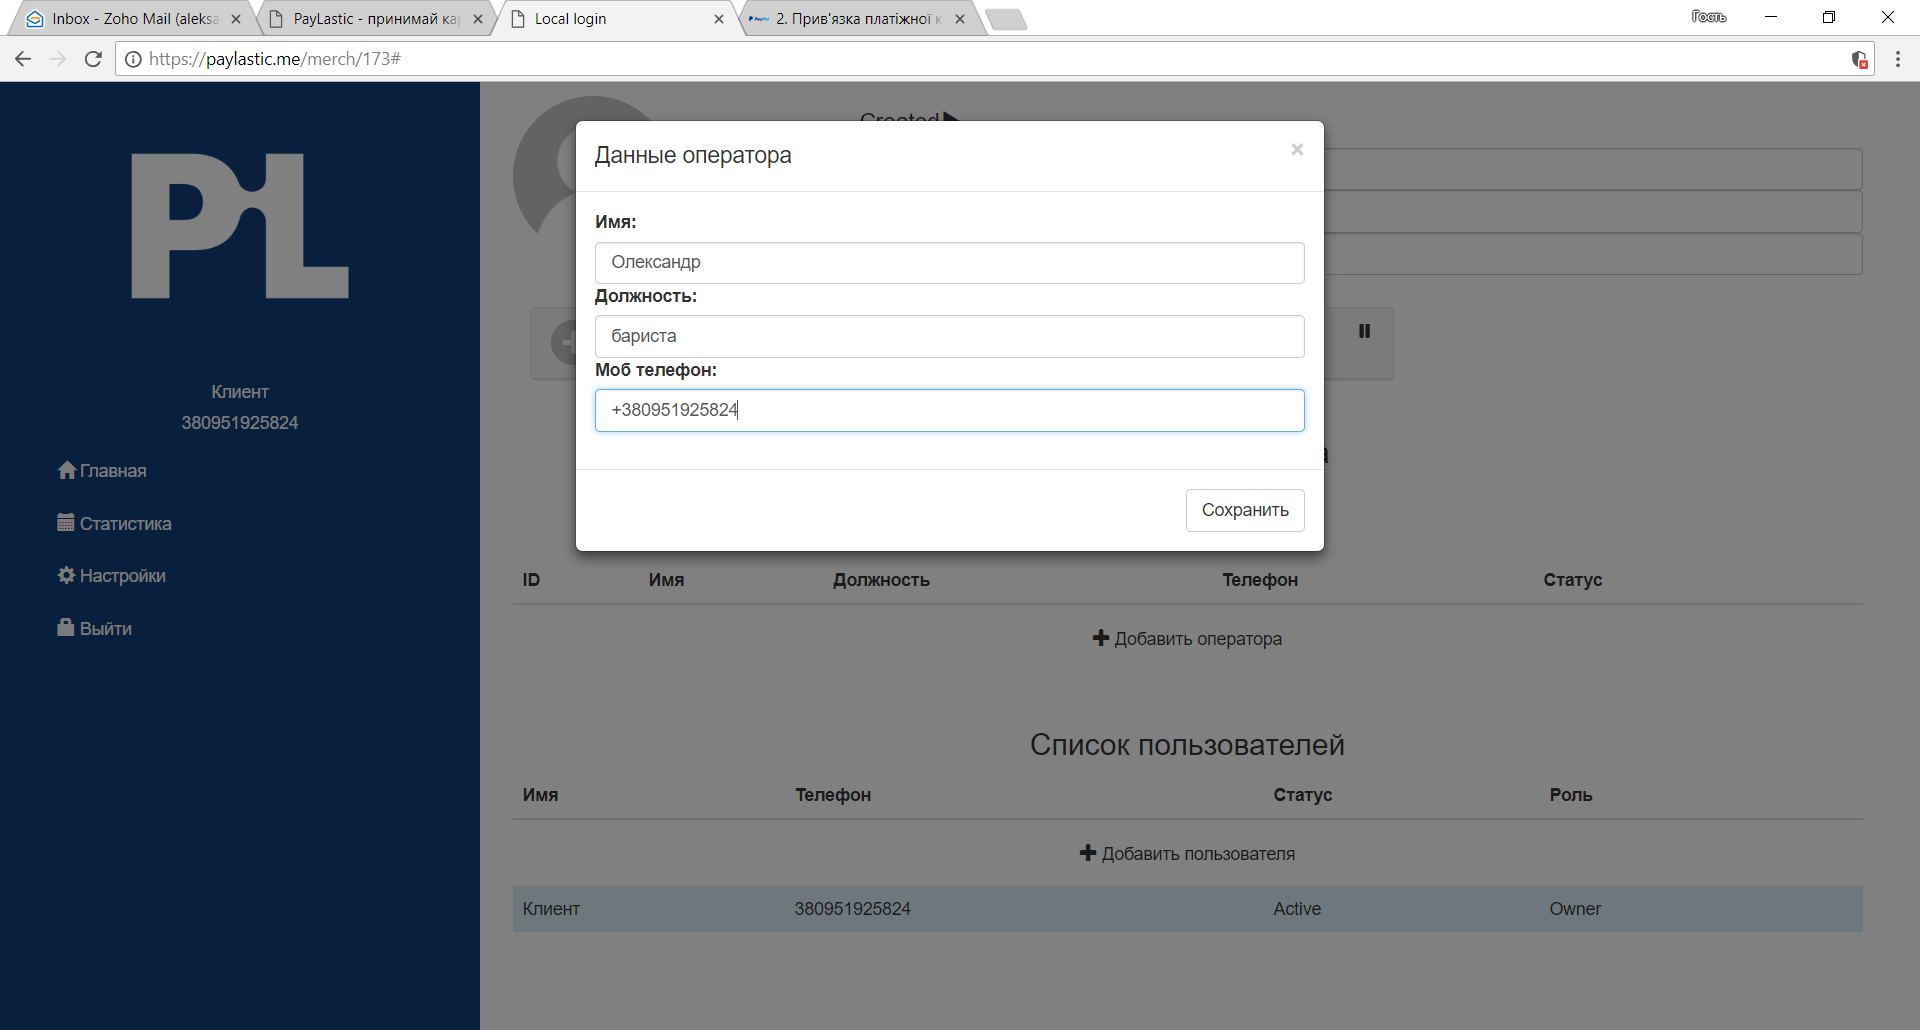 Inbox - Zoho Mail (aleksa
PayLastic - принимай ка
Local login
2. Прив'язка платіжної к
Гость
https://paylastic.me/merch/173#
PL
Клиент
380951925824
Главная
Статистика
Настройки
Выйти
Created
Данные оператора
×
Имя:
Олександр
Должность:
бариста
Моб телефон:
+380951925824
Сохранить
ID Имя Должность Телефон Статус
Добавить оператора
Список пользователей
Имя Телефон Статус Роль
Добавить пользователя
Клиент 380951925824 Active Owner